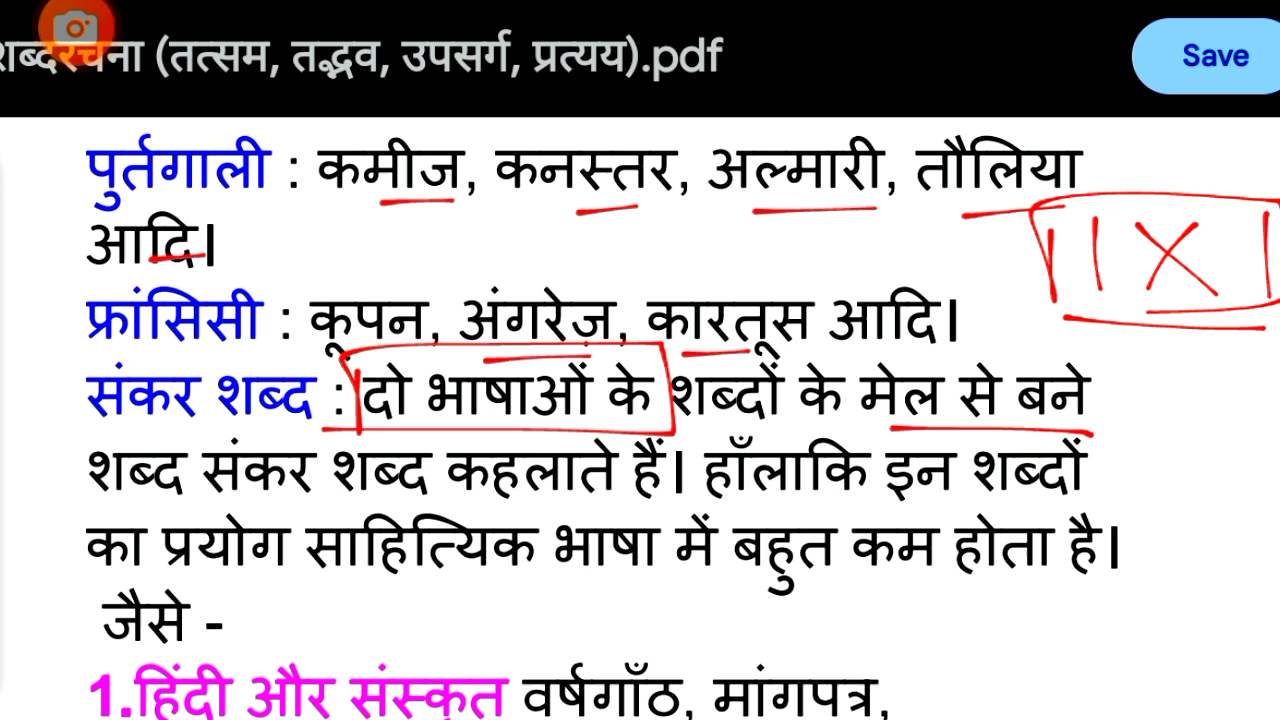 शब्दरचना (तत्सम, तद्भव, उपसर्ग, प्रत्यय).pdf
Save
पुर्तगाली : कमीज, कनस्तर, अल्मारी, तौलिया
आदि।
फ्रांसिसी : कूपन, अंगरेज़, कारतूस आदि।
संकर शब्द : दो भाषाओं के शब्दों के मेल से बने
शब्द संकर शब्द कहलाते हैं। हाँलाकि इन शब्दों
का प्रयोग साहित्यिक भाषा में बहुत कम होता है।
जैसे -
1.हिंदी और संस्कृत वर्षगाँठ, मांगपत्र,